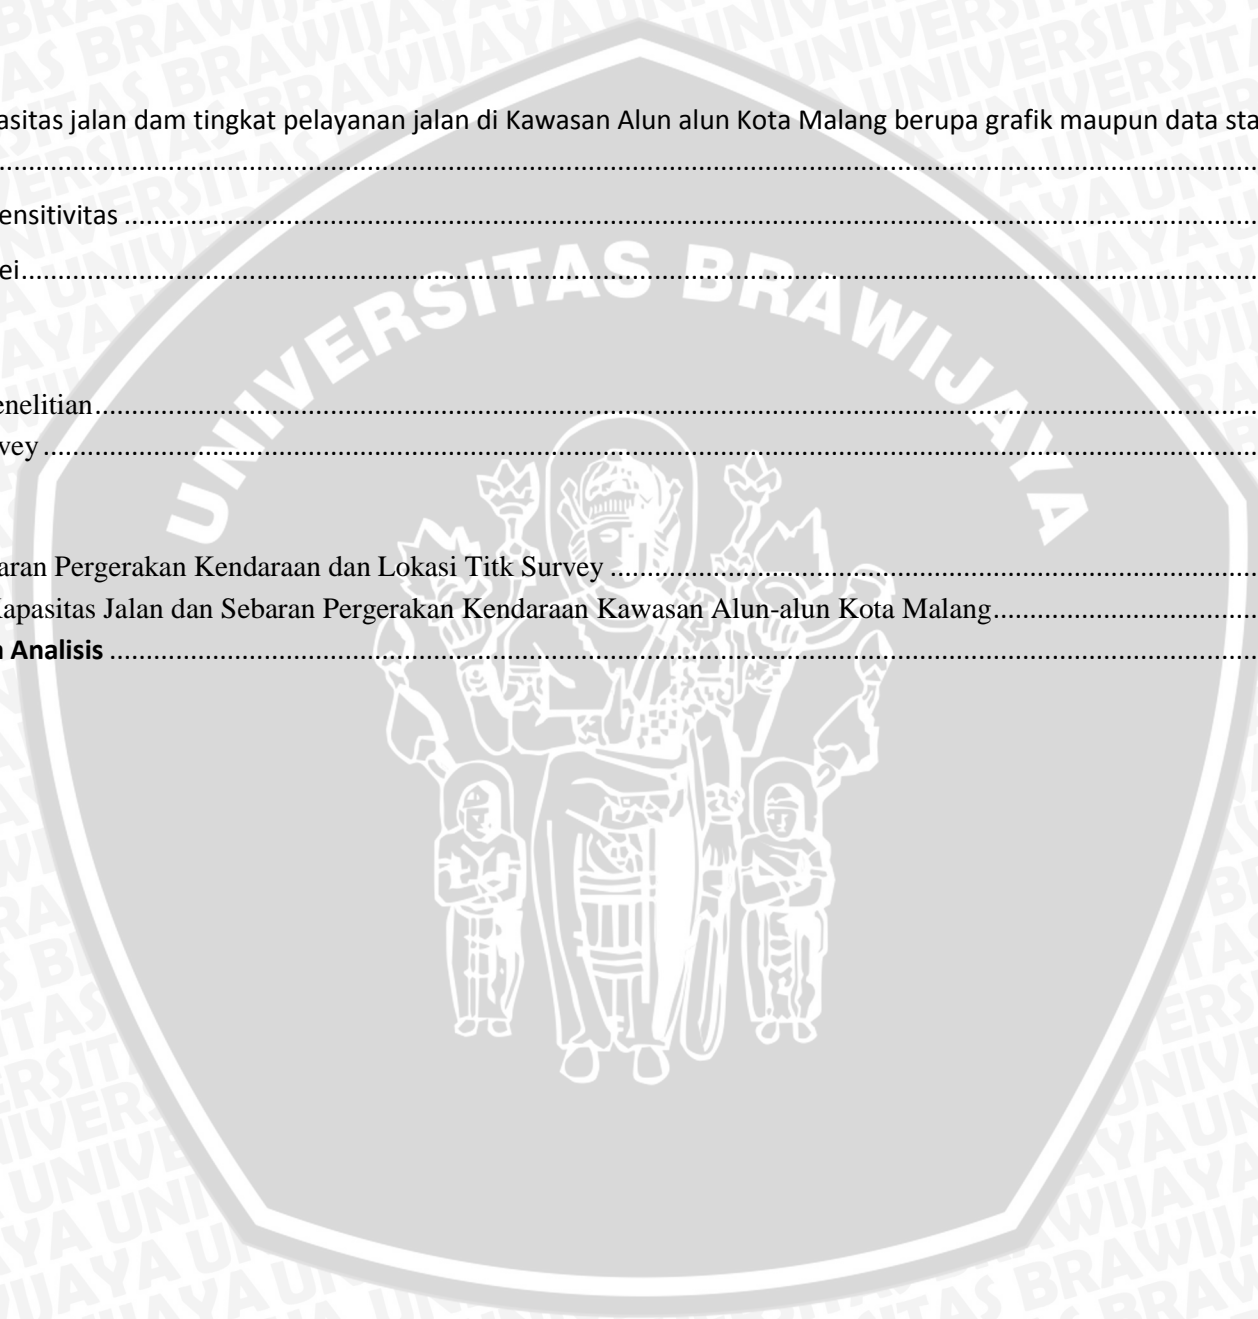 asitas jalan dam tingkat pelayanan jalan di Kawasan Alun alun Kota Malang berupa grafik maupun data sta
............................................................................................................................................................................
ensitivitas ............................................................................................................................................................
ei............................................................................................................................................................................
enelitian................................................................................................................................................................
vey .......................................................................................................................................................................
aran Pergerakan Kendaraan dan Lokasi Titk Survey .......................................................................................
Kapasitas Jalan dan Sebaran Pergerakan Kendaraan Kawasan Alun-alun Kota Malang....................................
n Analisis ............................................................................................................................................................
UNIVERSITAS BRAWIJAYA